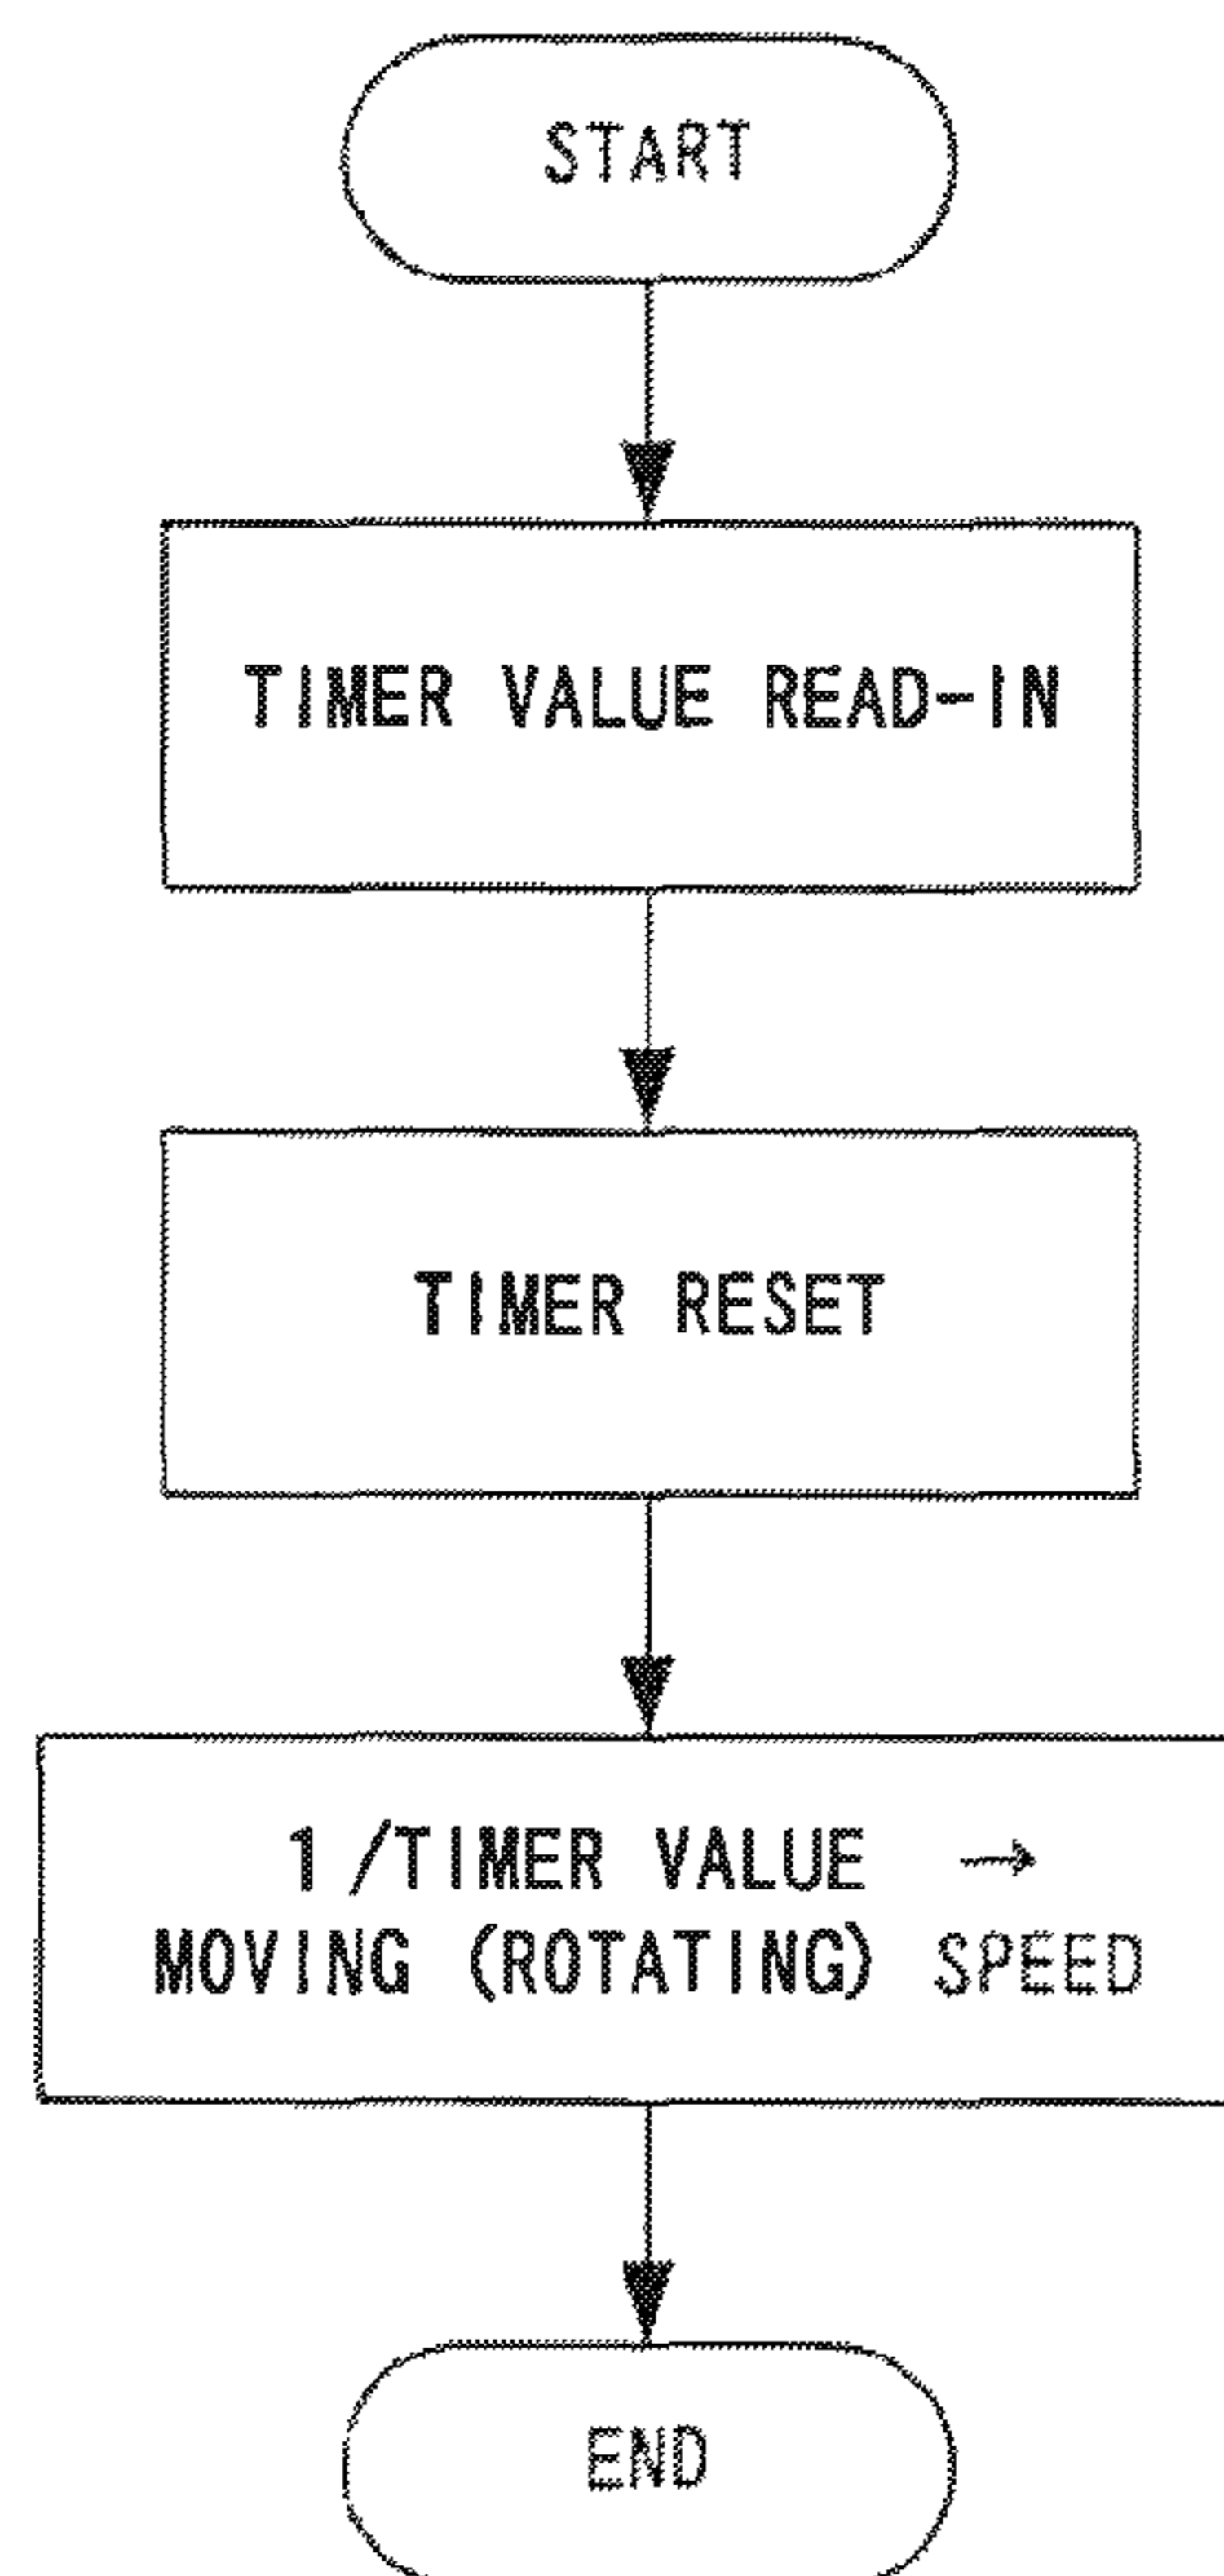 START
TIMER VALUE READ-IN
TIMER RESET
1/TIMER VALUE →
MOVING (ROTATING) SPEED
END